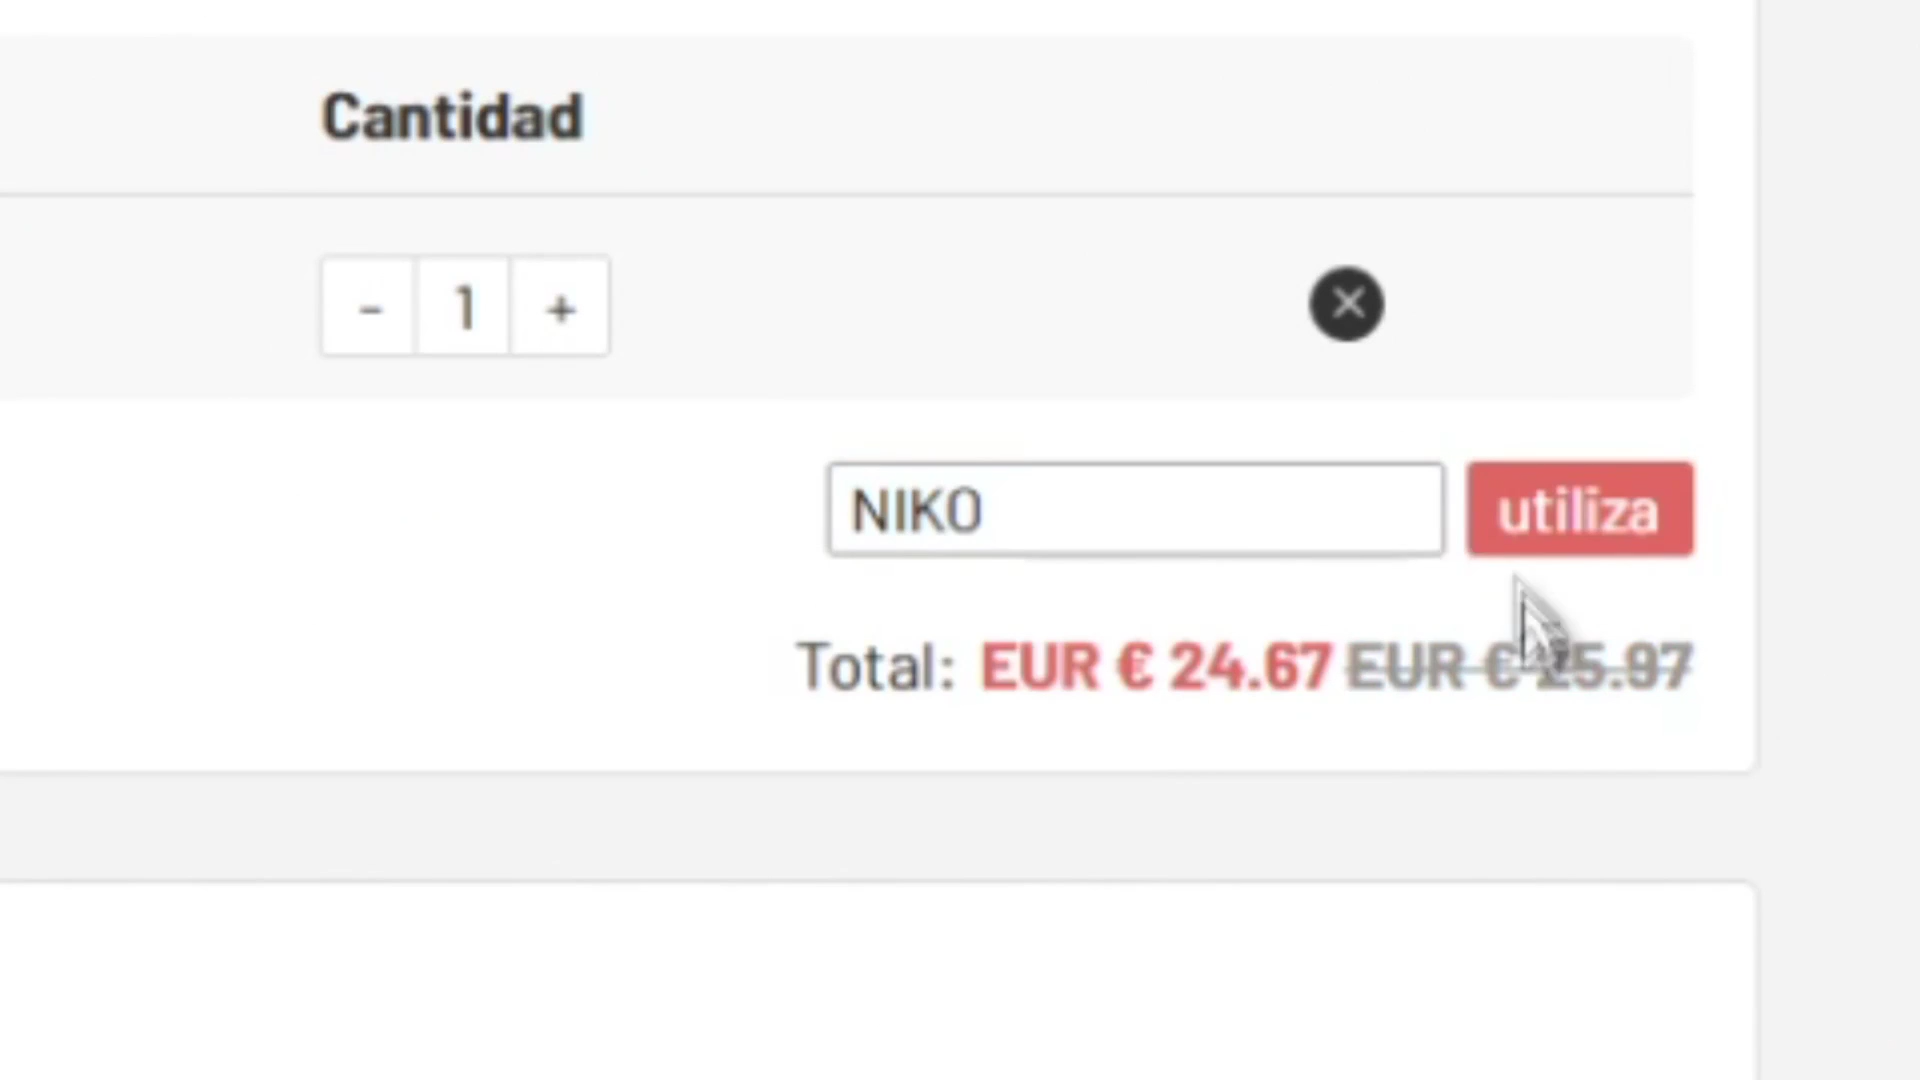 Cantidad
- 1 +
NIKO utiliza
Total: EUR € 24.67 EUR € 25.97